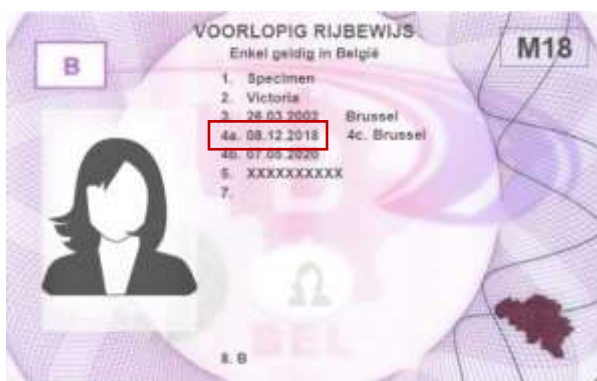 VOORLOPIG RIJBEWIJS
Enkel geldig in België
B
M18
1. Specimen
2. Victoria
3. 26.03.2002 Brussel
4a. 08.12.2018 4c. Brussel
4b. 07.05.2020
5. XXXXXXXXXX
7.
BEL
8. B